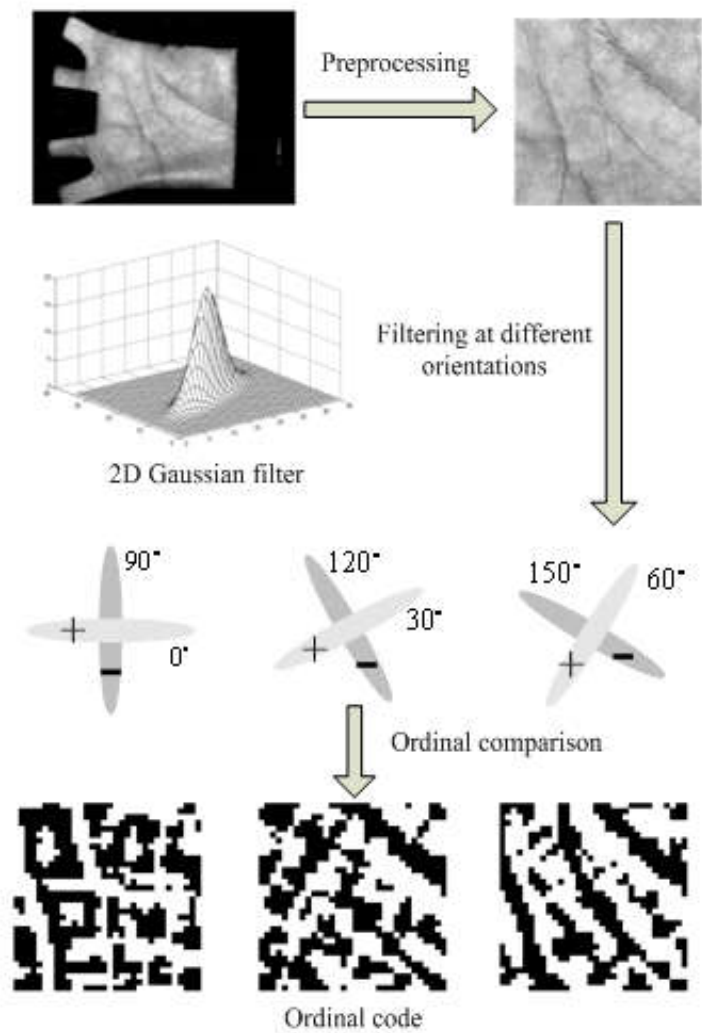 Preprocessing
Filtering at different
orientations
2D Gaussian filter
90°
0°
+
−
120°
30°
+
−
150°
60°
+
−
Ordinal comparison
Ordinal code